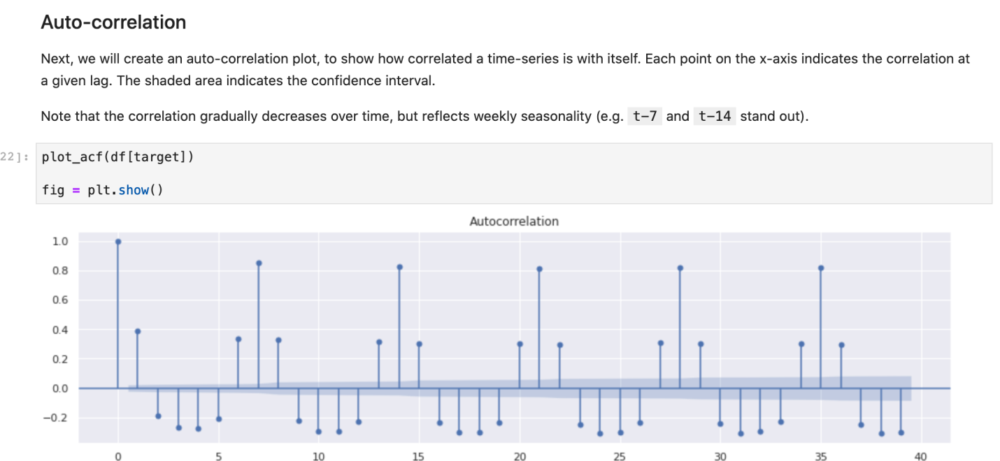 Auto-correlation
Next, we will create an auto-correlation plot, to show how correlated a time-series is with itself. Each point on the x-axis indicates the correlation at
a given lag. The shaded area indicates the confidence interval.
Note that the correlation gradually decreases over time, but reflects weekly seasonality (e.g. t-7 and t-14 stand out).
22]: plot_acf(df[target])
fig = plt.show()
Autocorrelation
1.0
0.8
0.6
0.4
0.2
0.0
−0.2
0 5 10 15 20 25 30 35 40